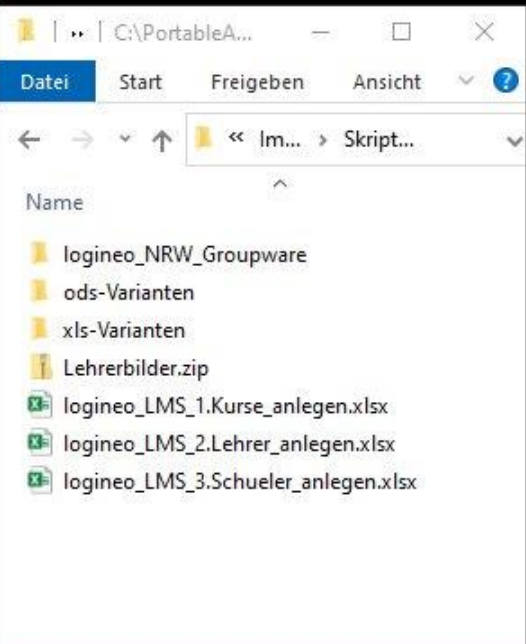 C:\PortableA...
Datei Start Freigeben Ansicht ?
« Im... › Skript...
Name
logineo_NRW_Groupware
ods-Varianten
xls-Varianten
Lehrerbilder.zip
logineo_LMS_1.Kurse_anlegen.xlsx
logineo_LMS_2.Lehrer_anlegen.xlsx
logineo_LMS_3.Schueler_anlegen.xlsx